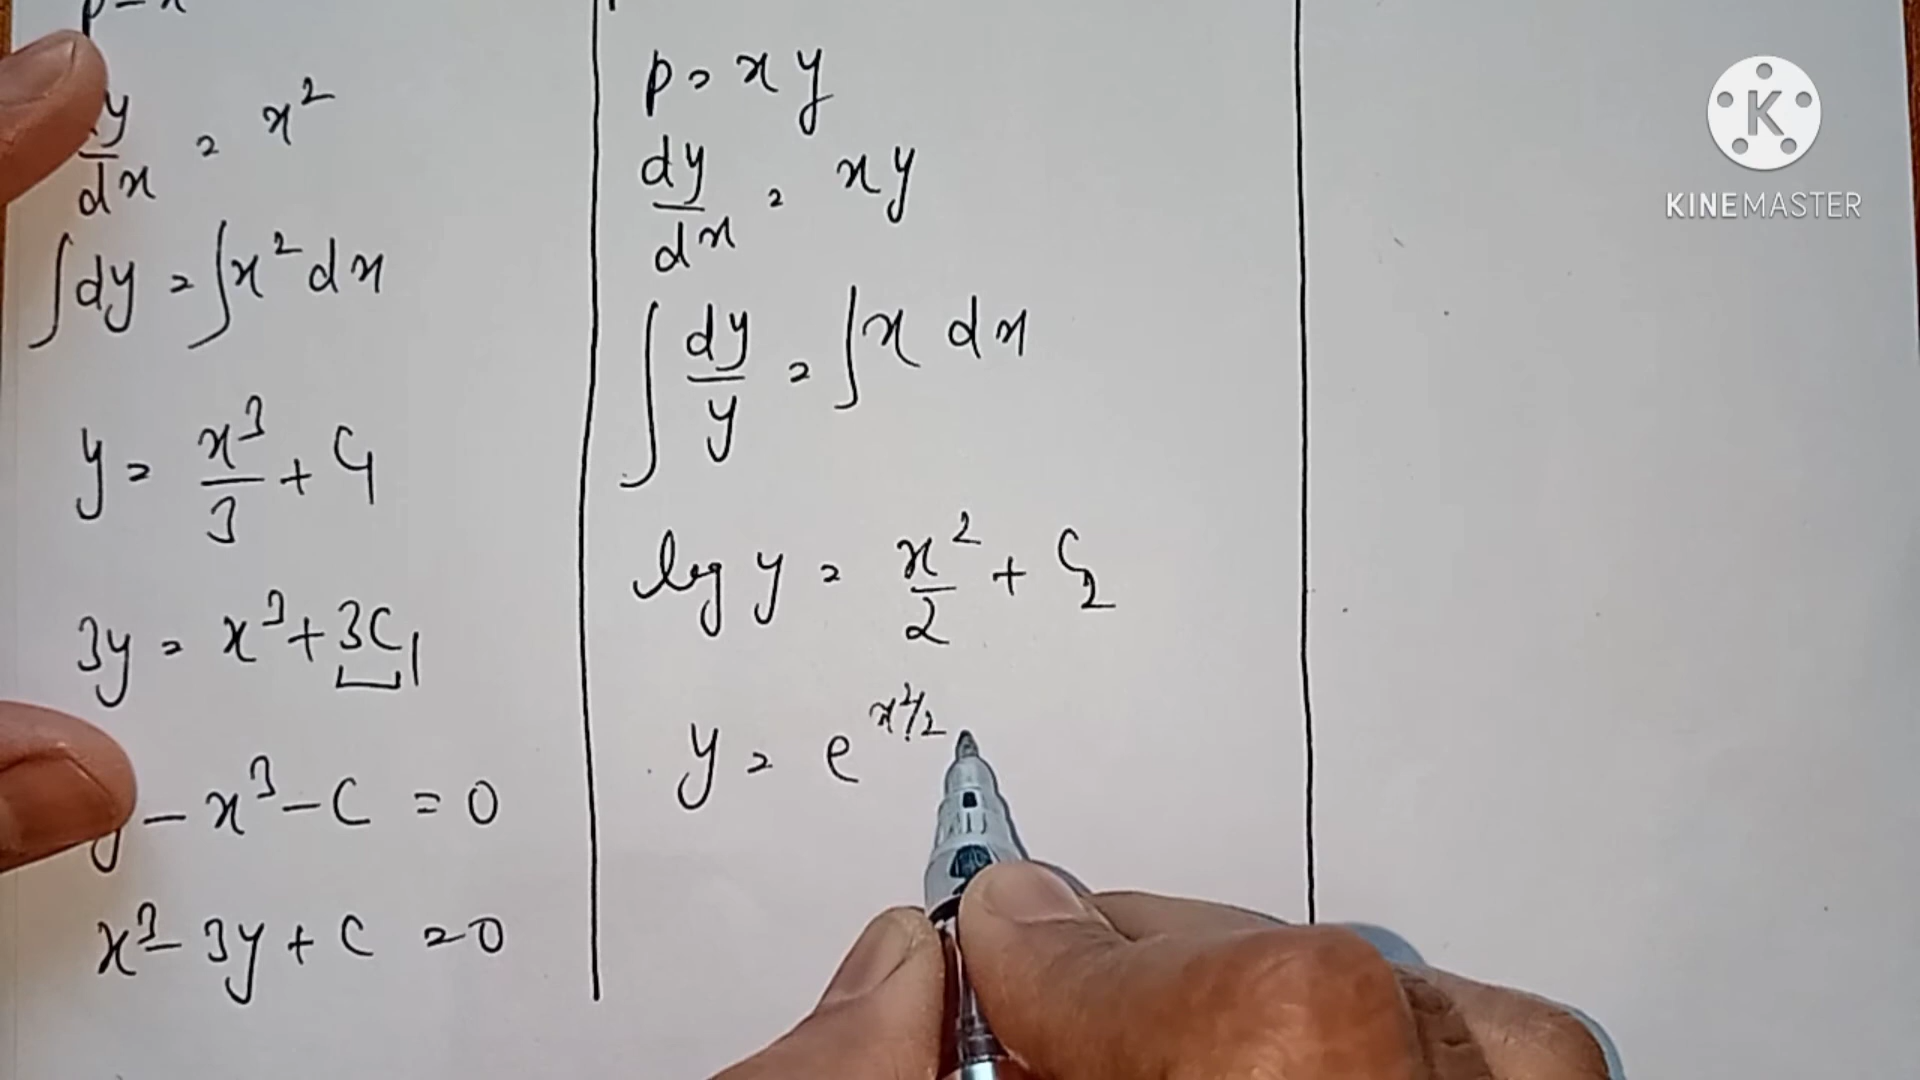 dy/dx = x²
∫dy = ∫x² dx
y = x³/3 + C₁
3y = x³ + 3C₁
y - x³ - C = 0
x³ - 3y + C = 0
p = xy
dy/dx = xy
∫ dy/y = ∫x dx
log y = x²/2 + C₂
y = e^(x²/2
K
KINEMASTER